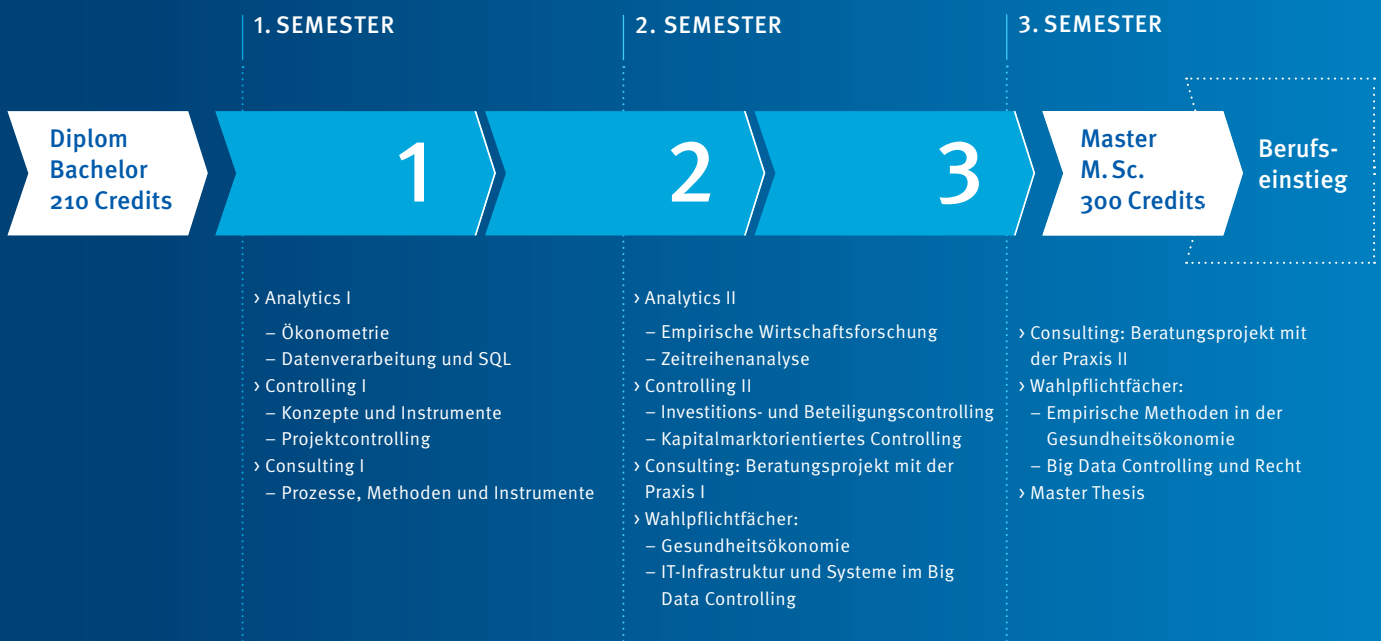 1. SEMESTER
2. SEMESTER
3. SEMESTER
Diplom
Bachelor
210 Credits
1
2
3
Master
M. Sc.
300 Credits
Berufs-
einstieg
› Analytics I
– Ökonometrie
– Datenverarbeitung und SQL
› Controlling I
– Konzepte und Instrumente
– Projektcontrolling
› Consulting I
– Prozesse, Methoden und Instrumente
› Analytics II
– Empirische Wirtschaftsforschung
– Zeitreihenanalyse
› Controlling II
– Investitions- und Beteiligungscontrolling
– Kapitalmarktorientiertes Controlling
› Consulting: Beratungsprojekt mit der
Praxis I
› Wahlpflichtfächer:
– Gesundheitsökonomie
– IT-Infrastruktur und Systeme im Big
Data Controlling
› Consulting: Beratungsprojekt mit
der Praxis II
› Wahlpflichtfächer:
– Empirische Methoden in der
Gesundheitsökonomie
– Big Data Controlling und Recht
› Master Thesis